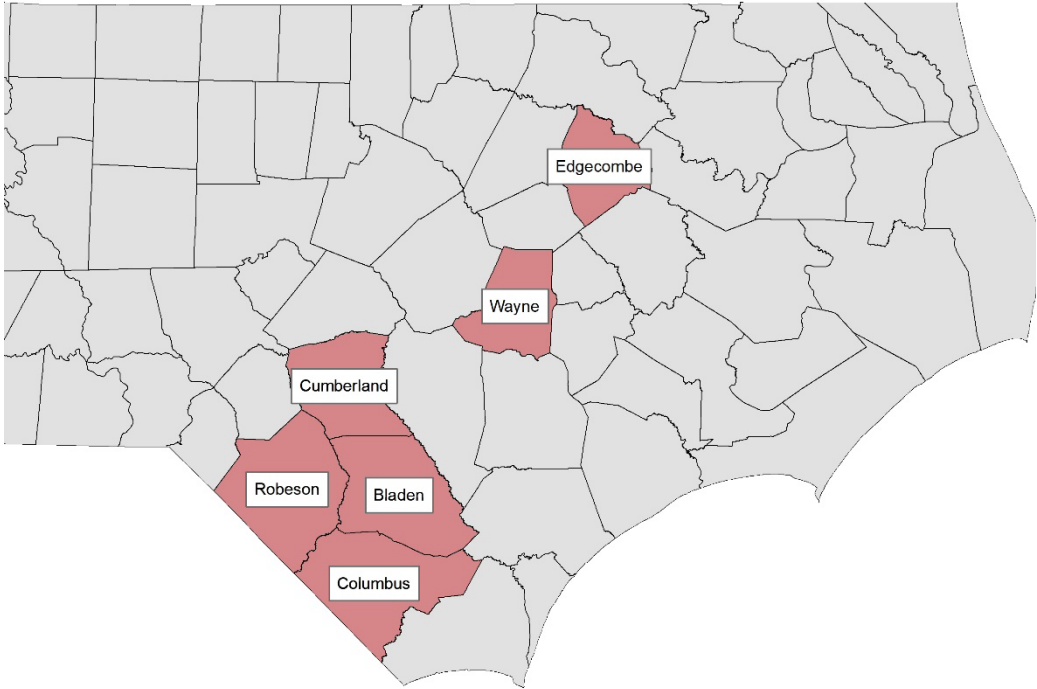 Edgecombe
Wayne
Cumberland
Robeson
Bladen
Columbus